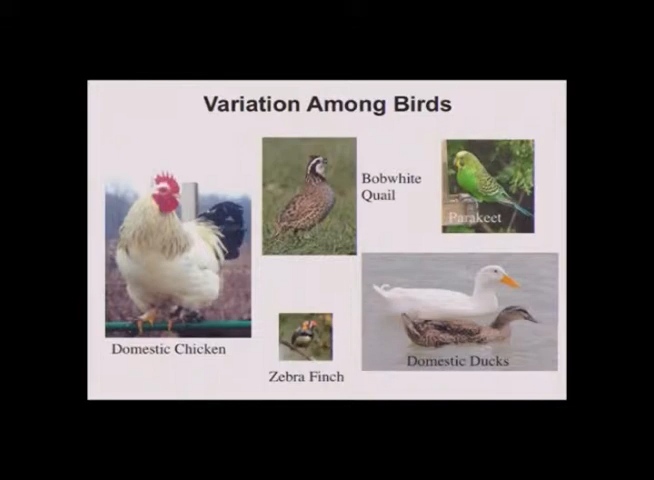 Variation Among Birds
Bobwhite
Quail
Parakeet
Domestic Chicken
Domestic Ducks
Zebra Finch